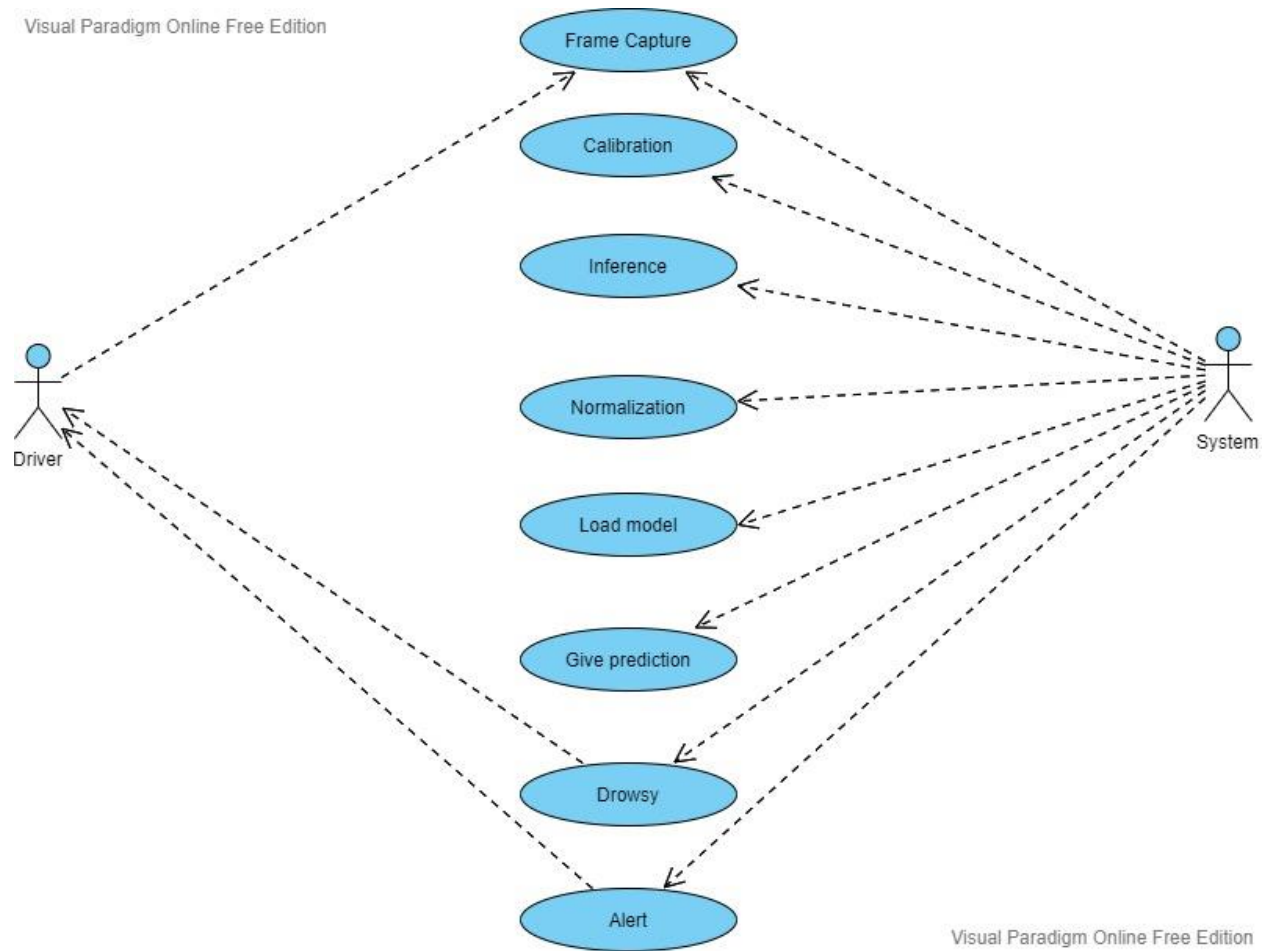 Visual Paradigm Online Free Edition
Frame Capture
Calibration
Inference
Normalization
Driver
System
Load model
Give prediction
Drowsy
Alert
Visual Paradigm Online Free Edition